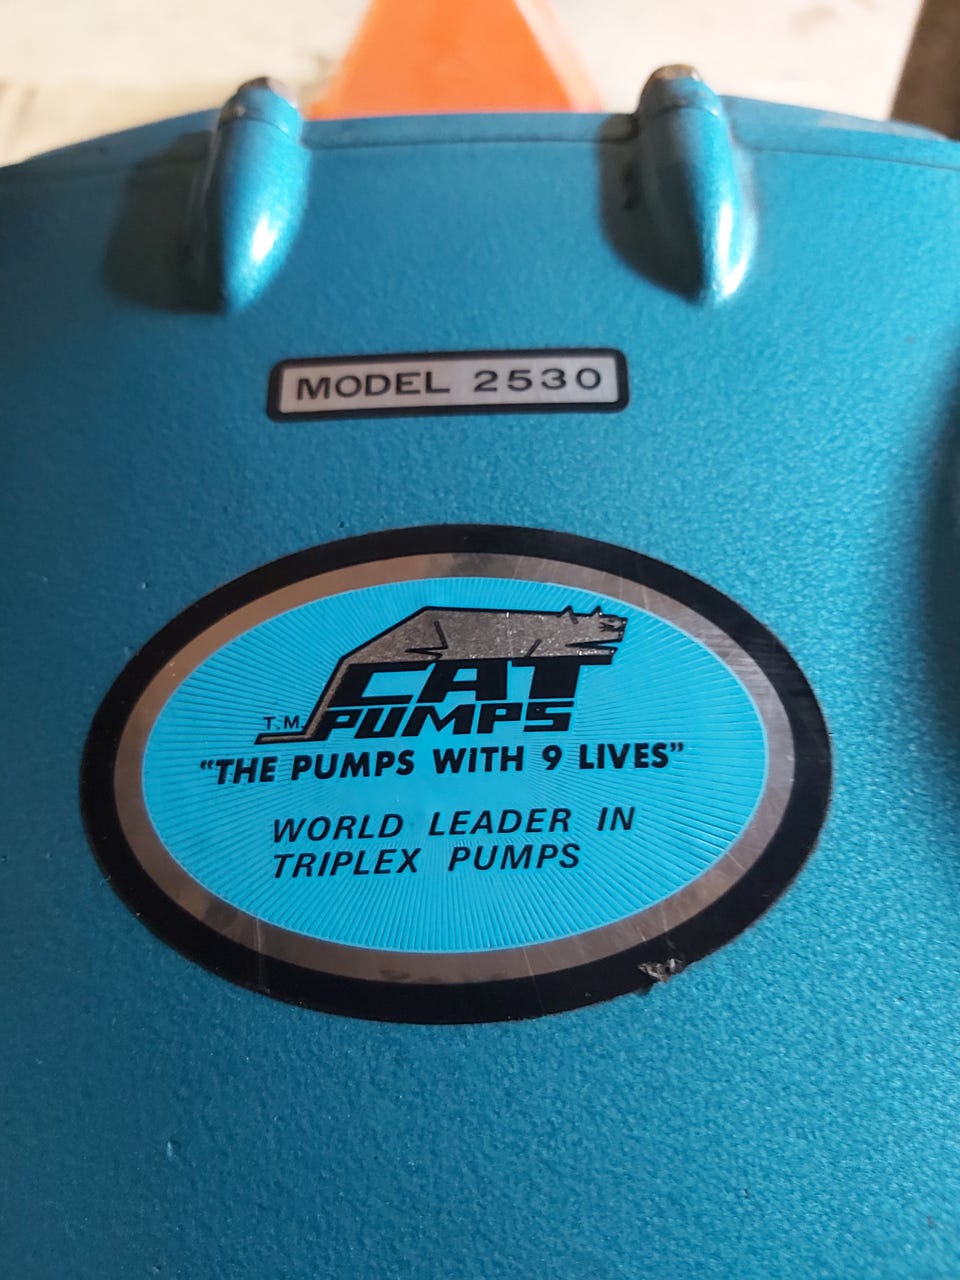 MODEL 2530
CAT
T.M. PUMPS
"THE PUMPS WITH 9 LIVES"
WORLD LEADER IN
TRIPLEX PUMPS